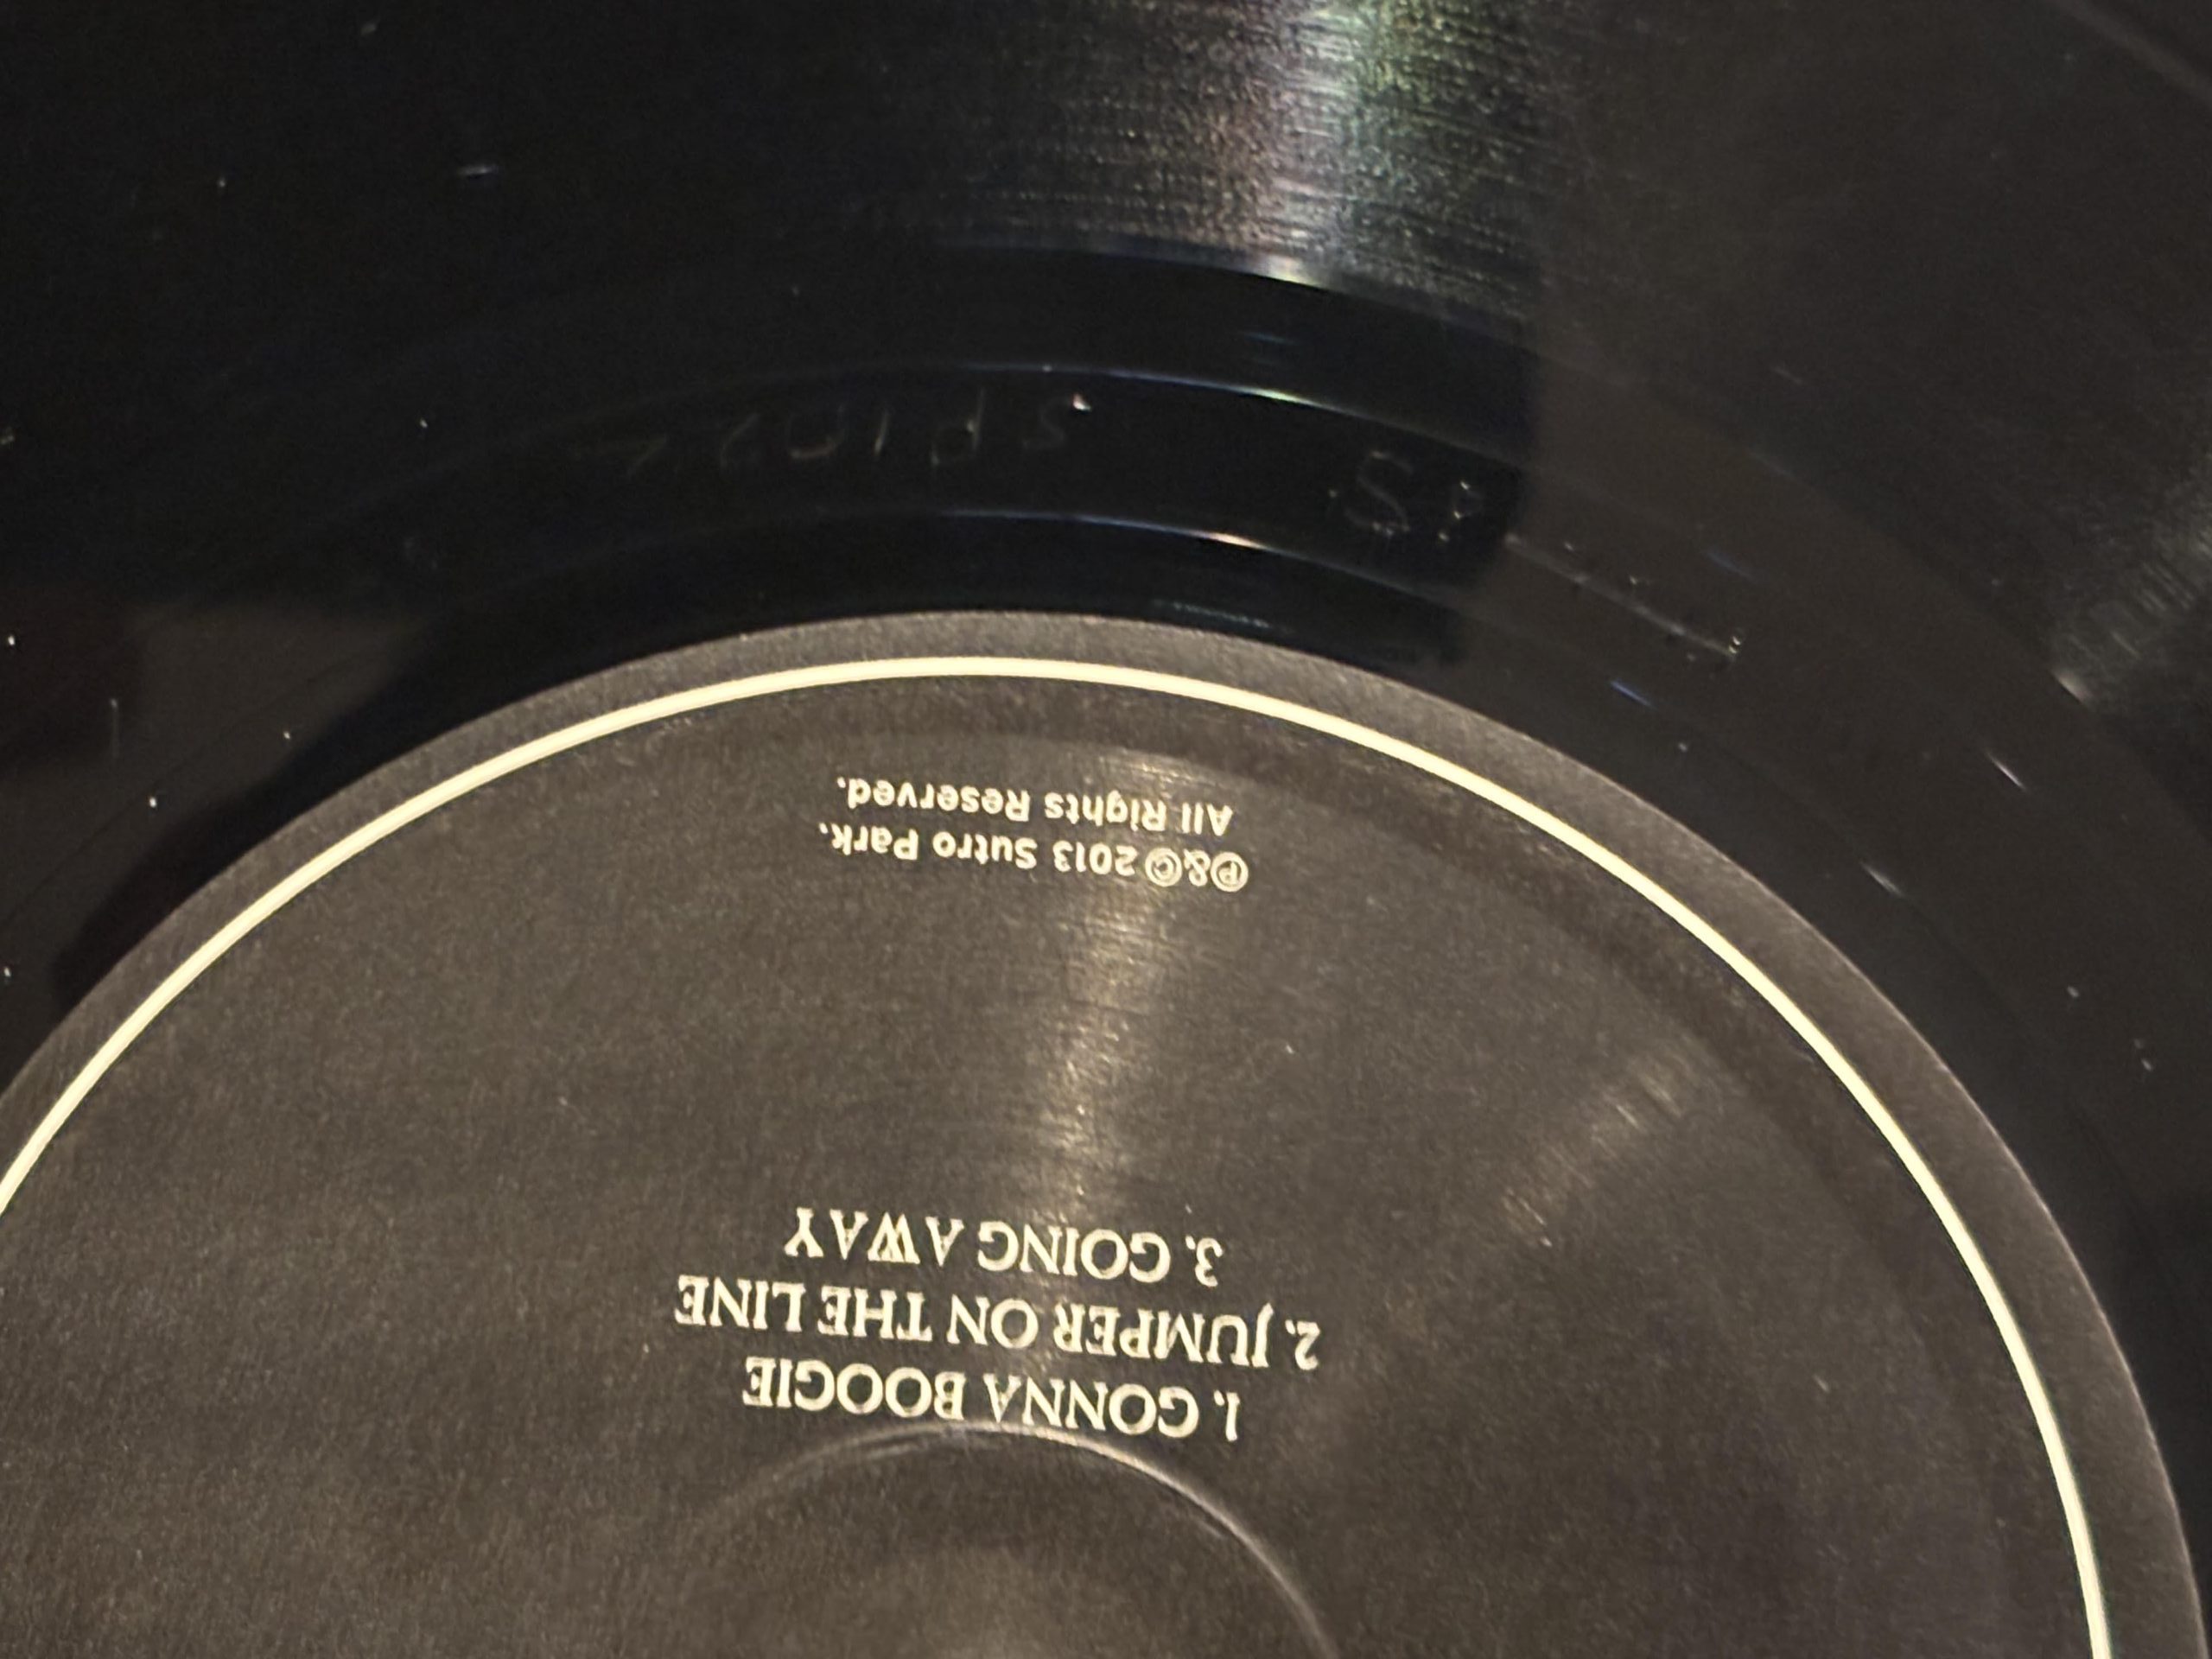 1. GONNA BOOGIE
2. JUMPER ON THE LINE
3. GOING AWAY
℗&© 2013 Sutro Park.
All Rights Reserved.